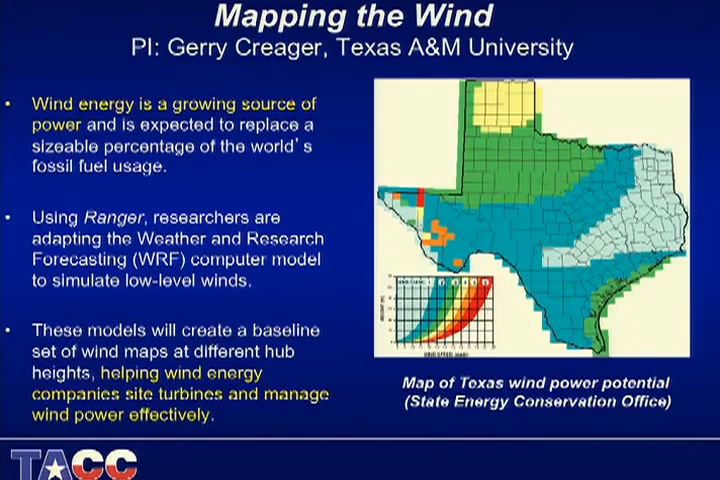 Mapping the Wind
PI: Gerry Creager, Texas A&M University
• Wind energy is a growing source of
power and is expected to replace a
sizeable percentage of the world's
fossil fuel usage.
• Using Ranger, researchers are
adapting the Weather and Research
Forecasting (WRF) computer model
to simulate low-level winds.
• These models will create a baseline
set of wind maps at different hub
heights, helping wind energy
companies site turbines and manage
wind power effectively.
WIND SPEED
Map of Texas wind power potential
(State Energy Conservation Office)
TACC